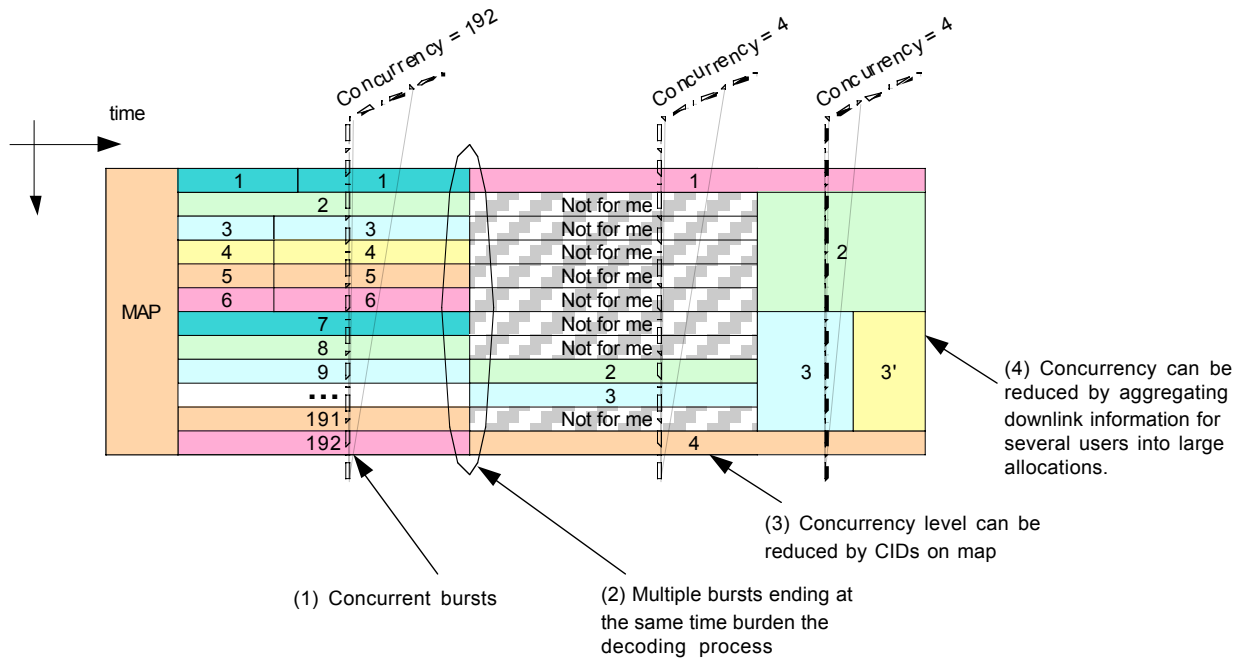 Concurrency = 192
Concurrency = 4
Concurrency = 4
time
MAP
1 1 1
2 Not for me
3 3 Not for me
4 4 Not for me 2
5 5 Not for me
6 6 Not for me
7 Not for me
8 Not for me
9 2 3 3'
... 3
191 Not for me
192 4
(4) Concurrency can be
reduced by aggregating
downlink information for
several users into large
allocations.
(3) Concurrency level can be
reduced by CIDs on map
(1) Concurrent bursts
(2) Multiple bursts ending at
the same time burden the
decoding process